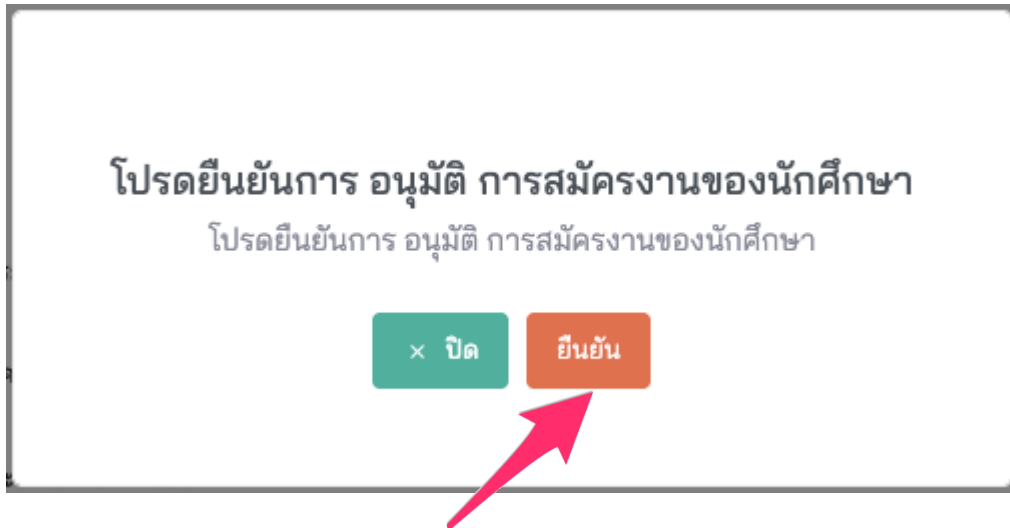 โปรดยืนยันการ อนุมัติ การสมัครงานของนักศึกษา
โปรดยืนยันการ อนุมัติ การสมัครงานของนักศึกษา
× ปิด ยืนยัน